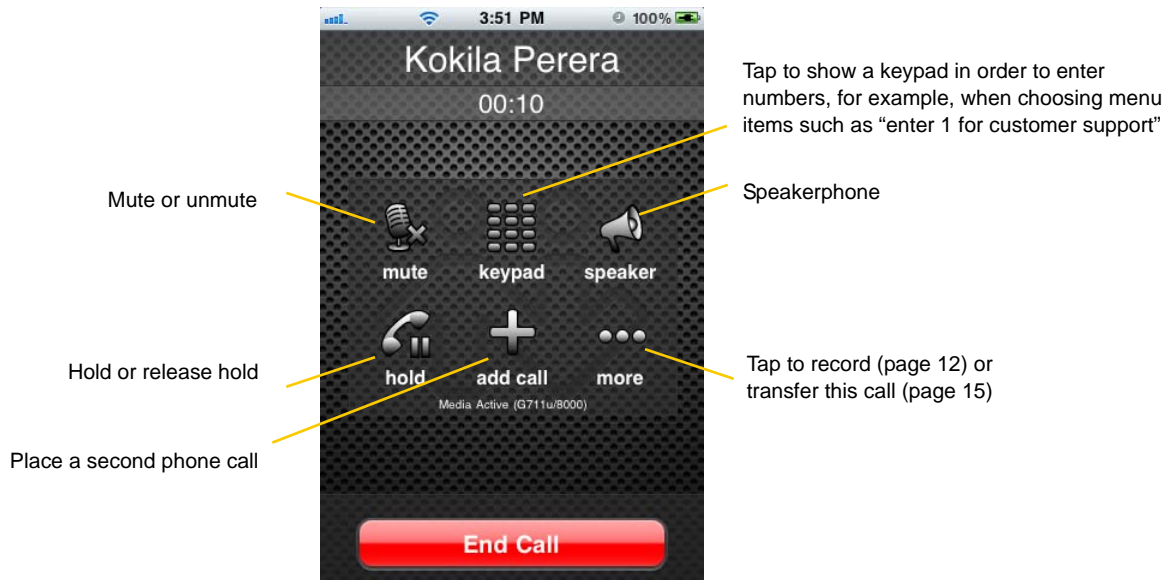 3:51 PM
100%
Kokila Perera
00:10
Tap to show a keypad in order to enter
numbers, for example, when choosing menu
items such as “enter 1 for customer support”
Mute or unmute
Speakerphone
mute keypad speaker
Hold or release hold
Tap to record (page 12) or
transfer this call (page 15)
hold add call more
Media Active (G711u/8000)
Place a second phone call
End Call